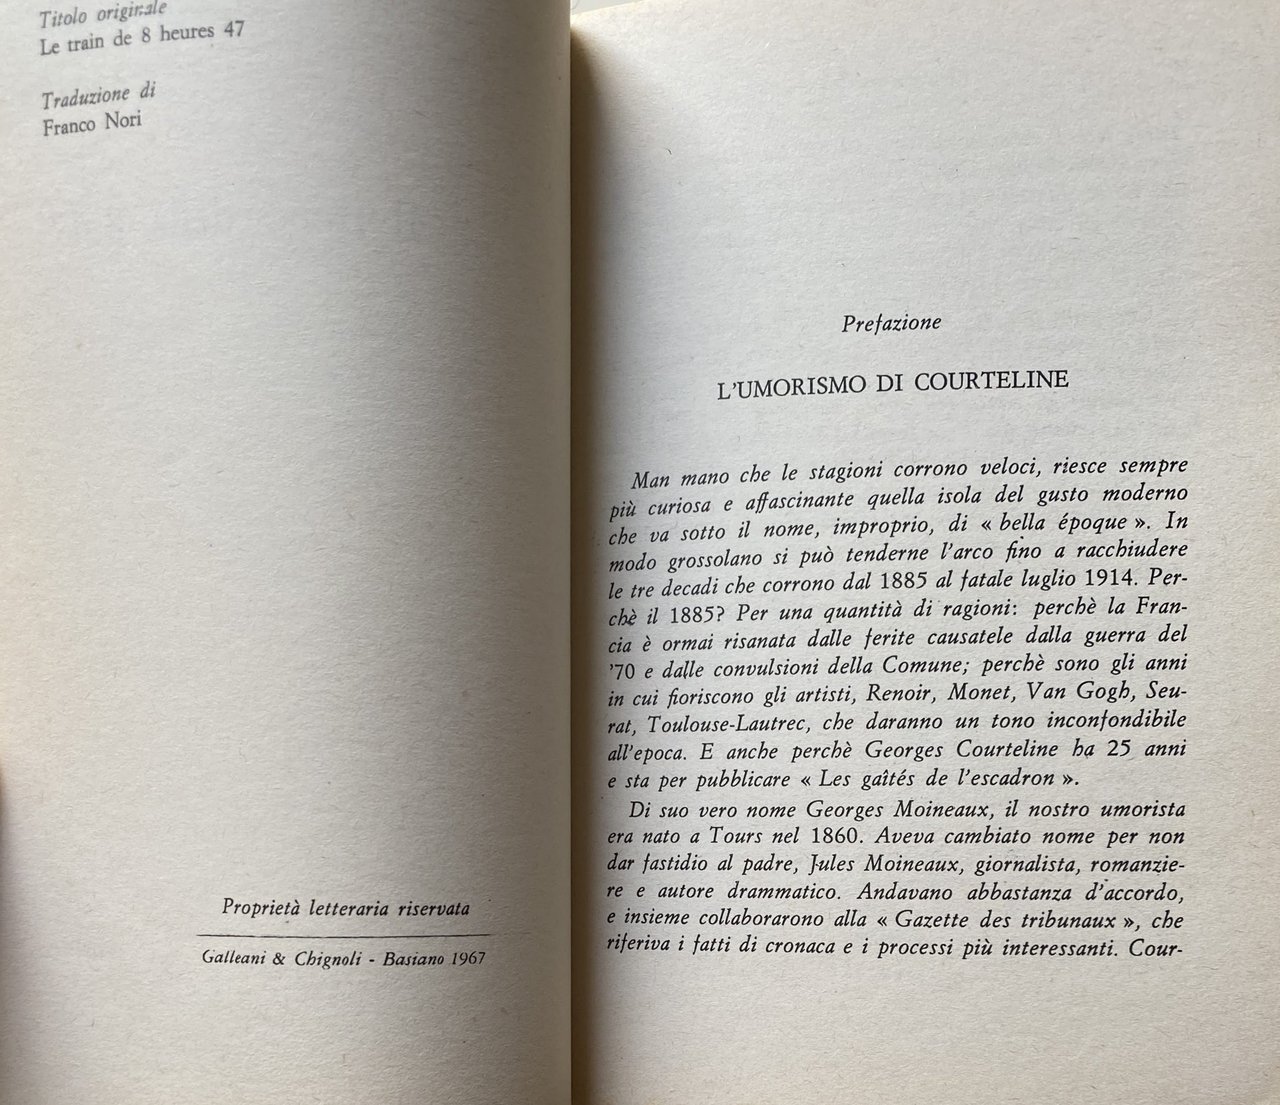 Titolo originale
Le train de 8 heures 47
Traduzione di
Franco Nori
Proprietà letteraria riservata
Galleani & Chignoli - Basiano 1967
Prefazione
L'UMORISMO DI COURTELINE
Man mano che le stagioni corrono veloci, riesce sempre
più curiosa e affascinante quella isola del gusto moderno
che va sotto il nome, improprio, di « bella époque ». In
modo grossolano si può tenderne l'arco fino a racchiudere
le tre decadi che corrono dal 1885 al fatale luglio 1914. Per-
chè il 1885? Per una quantità di ragioni: perchè la Fran-
cia è ormai risanata dalle ferite causatele dalla guerra del
'70 e dalle convulsioni della Comune; perchè sono gli anni
in cui fioriscono gli artisti, Renoir, Monet, Van Gogh, Seu-
rat, Toulouse-Lautrec, che daranno un tono inconfondibile
all'epoca. E anche perchè Georges Courteline ha 25 anni
e sta per pubblicare « Les gaîtés de l'escadron ».
Di suo vero nome Georges Moineaux, il nostro umorista
era nato a Tours nel 1860. Aveva cambiato nome per non
dar fastidio al padre, Jules Moineaux, giornalista, romanzie-
re e autore drammatico. Andavano abbastanza d'accordo,
e insieme collaborarono alla « Gazette des tribunaux », che
riferiva i fatti di cronaca e i processi più interessanti. Cour-